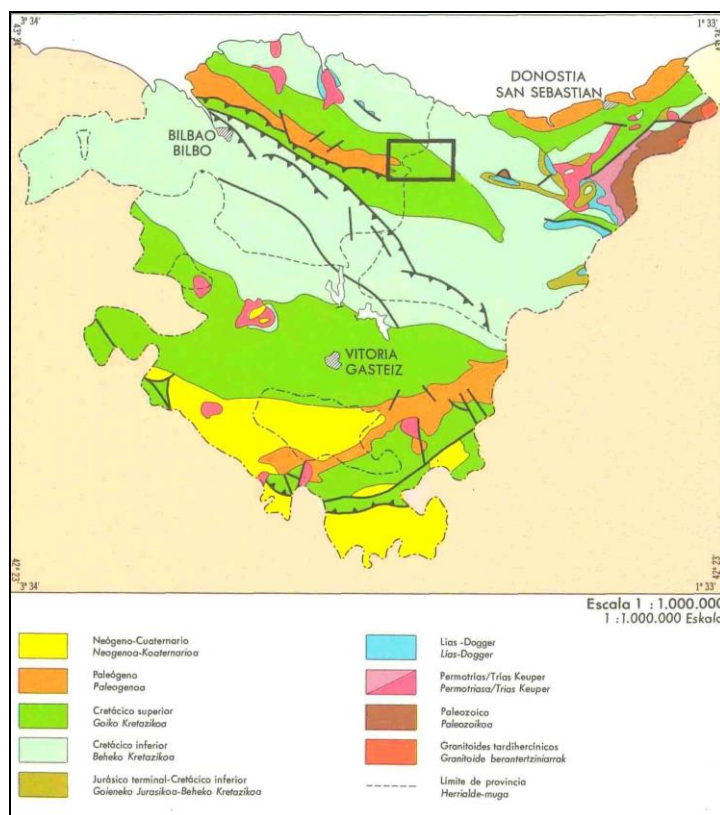 3° 34'
1° 33'
43° 31'
DONOSTIA
SAN SEBASTIAN
BILBAO
BILBO
VITORIA
GASTEIZ
42° 23'
42° 23'
3° 34'
1° 33'
Escala 1 : 1.000.000
1 : 1.000.000 Eskala
Neógeno-Cuaternario
Neogenoa-Koaternarioa
Paleógeno
Paleogenoa
Cretácico superior
Goiko Kretazikoa
Cretácico inferior
Beheko Kretazikoa
Jurásico terminal-Cretácico inferior
Goieneko Jurasikoa-Beheko Kretazikoa
Lias -Dogger
Lías-Dogger
Permotrías/Trías Keuper
Permotriasa/Trias Keuper
Paleozoico
Paleozoikoa
Granitoides tardihercínicos
Granitoide berantertziniarrak
Límite de provincia
Herrialde-muga